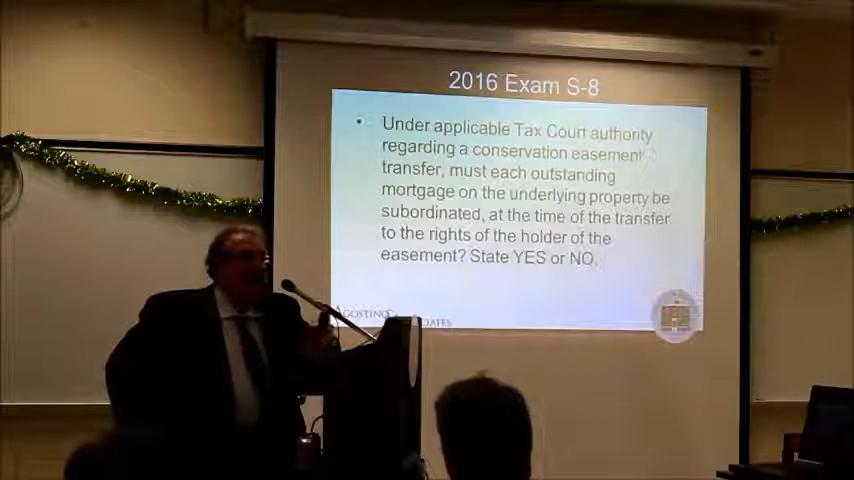 2016 Exam S-8
• Under applicable Tax Court authority
regarding a conservation easement
transfer, must each outstanding
mortgage on the underlying property be
subordinated, at the time of the transfer
to the rights of the holder of the
easement? State YES or NO.